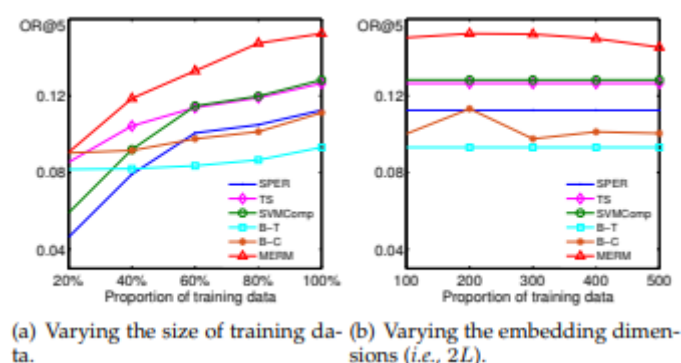 OR@5
0.12
0.08
0.04
SPER
TS
SVMComp
B-T
B-C
MERM
20% 40% 60% 80% 100%
Proportion of training data
OR@5
0.12
0.08
0.04
SPER
TS
SVMComp
B-T
B-C
MERM
100 200 300 400 500
Proportion of training data
(a) Varying the size of training da-
ta.
(b) Varying the embedding dimen-
sions (i.e., 2L).